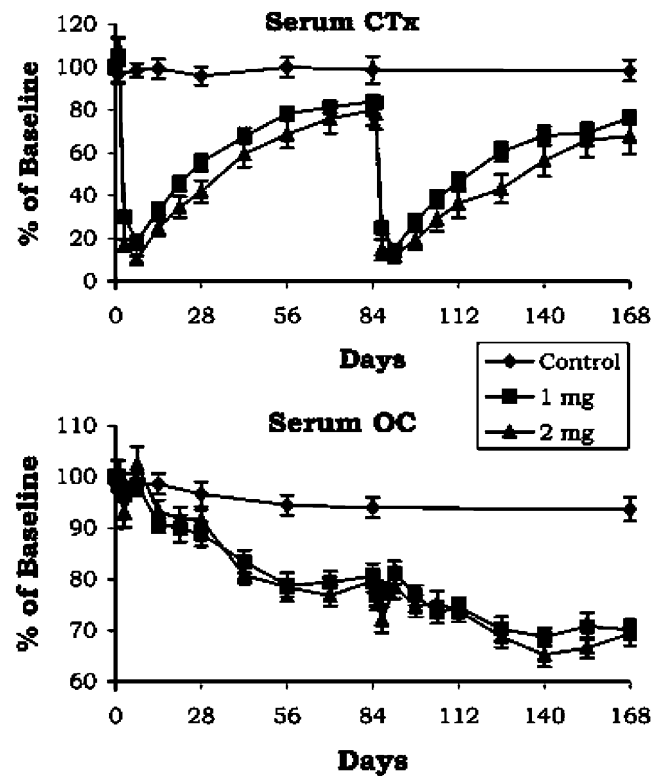 Serum CTx
% of Baseline
120
100
80
60
40
20
0
0 28 56 84 112 140 168
Days
Control
1 mg
2 mg
Serum OC
% of Baseline
110
100
90
80
70
60
0 28 56 84 112 140 168
Days